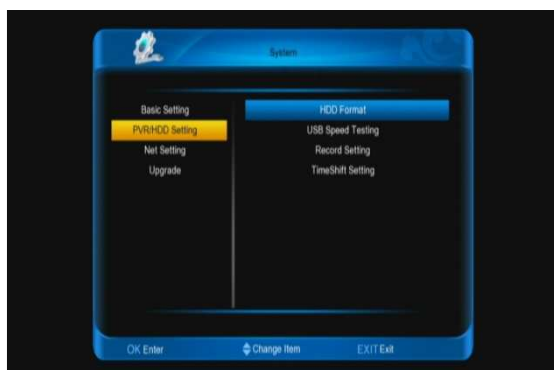 System
Basic Setting
PVR/HDD Setting
Net Setting
Upgrade
HDD Format
USB Speed Testing
Record Setting
TimeShift Setting
OK Enter
Change Item
EXIT Exit